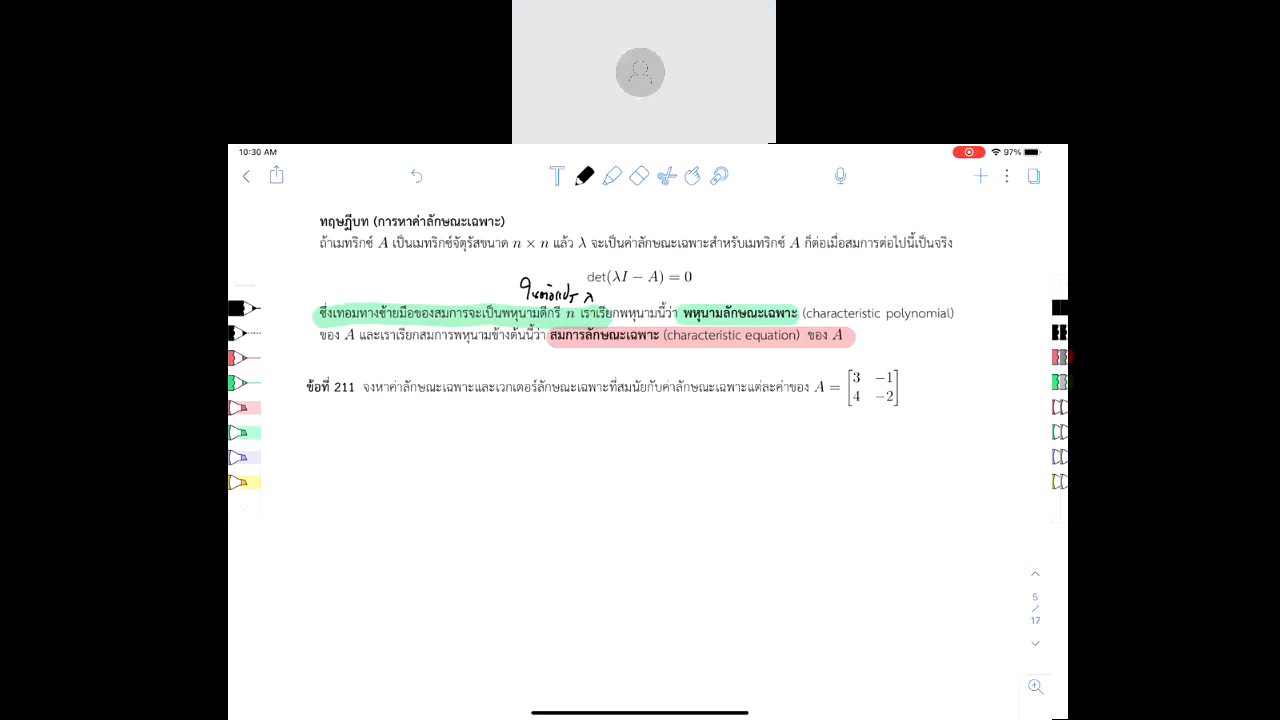 10:30 AM
97%
T
ทฤษฎีบท (การหาค่าลักษณะเฉพาะ)
ถ้าเมทริกซ์ A เป็นเมทริกซ์จัตุรัสขนาด n × n แล้ว λ จะเป็นค่าลักษณะเฉพาะสำหรับเมทริกซ์ A ก็ต่อเมื่อสมการต่อไปนี้เป็นจริง
det(λI − A) = 0
ในตัวแปร λ
ซึ่งเทอมทางซ้ายมือของสมการจะเป็นพหุนามดีกรี n เราเรียกพหุนามนี้ว่า พหุนามลักษณะเฉพาะ (characteristic polynomial)
ของ A และเราเรียกสมการพหุนามข้างต้นนี้ว่า สมการลักษณะเฉพาะ (characteristic equation) ของ A
ข้อที่ 211 จงหาค่าลักษณะเฉพาะและเวกเตอร์ลักษณะเฉพาะที่สมนัยกับค่าลักษณะเฉพาะแต่ละค่าของ A = [3 −1
4 −2]
5
/
17